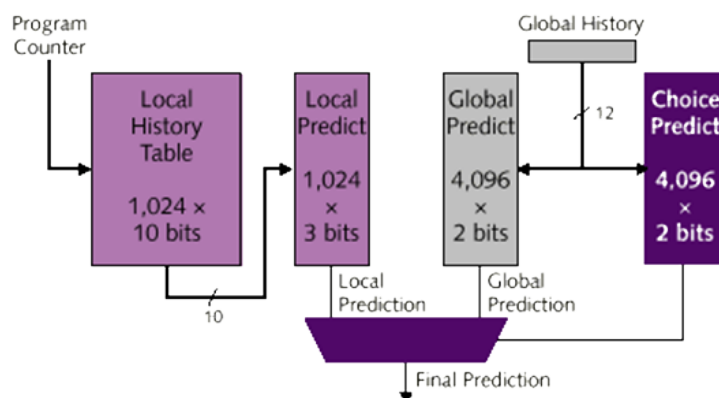 Program
Counter
Global History
Local
History
Table
1,024 ×
10 bits
Local
Predict
1,024
×
3 bits
Global
Predict
4,096
×
2 bits
12
Choice
Predict
4,096
×
2 bits
10
Local
Prediction
Global
Prediction
Final Prediction